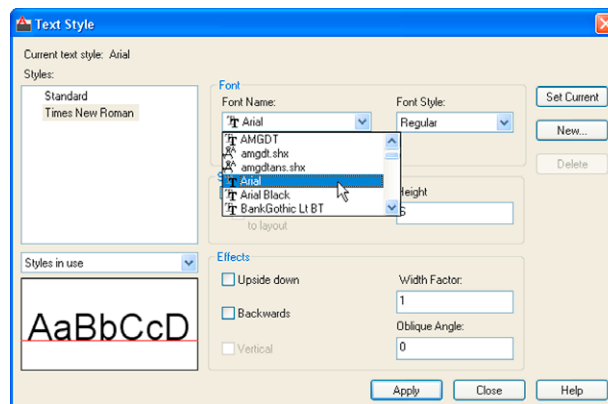 Text Style
Current text style: Arial
Styles:
Standard
Times New Roman
Styles in use
AaBbCcD
Font
Font Name:
Arial
AMGDT
amgdt.shx
amgdtans.shx
Arial
Arial Black
BankGothic Lt BT
Font Style:
Regular
Height
to layout
Effects
Upside down
Backwards
Vertical
Width Factor:
1
Oblique Angle:
0
Set Current
New...
Delete
Apply
Close
Help